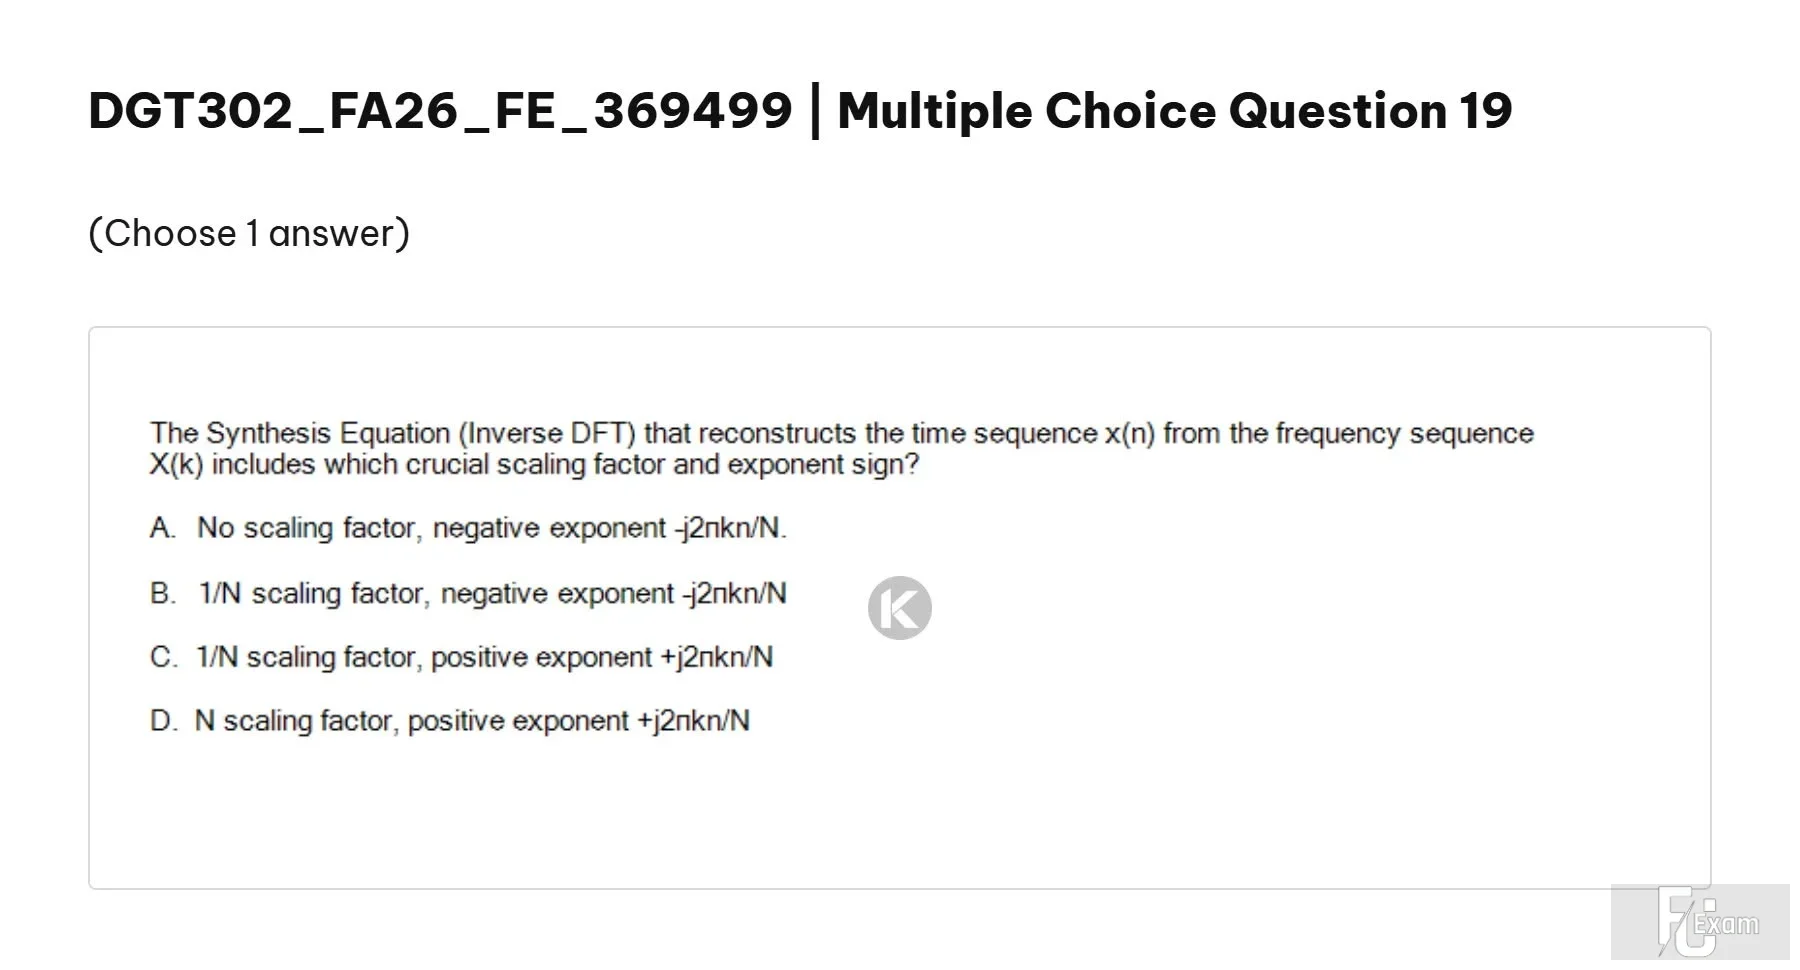 DGT302_FA26_FE_369499 | Multiple Choice Question 19
(Choose 1 answer)
The Synthesis Equation (Inverse DFT) that reconstructs the time sequence x(n) from the frequency sequence
X(k) includes which crucial scaling factor and exponent sign?
A. No scaling factor, negative exponent -j2πkn/N.
B. 1/N scaling factor, negative exponent -j2πkn/N
C. 1/N scaling factor, positive exponent +j2πkn/N
D. N scaling factor, positive exponent +j2πkn/N
K
FU Exam